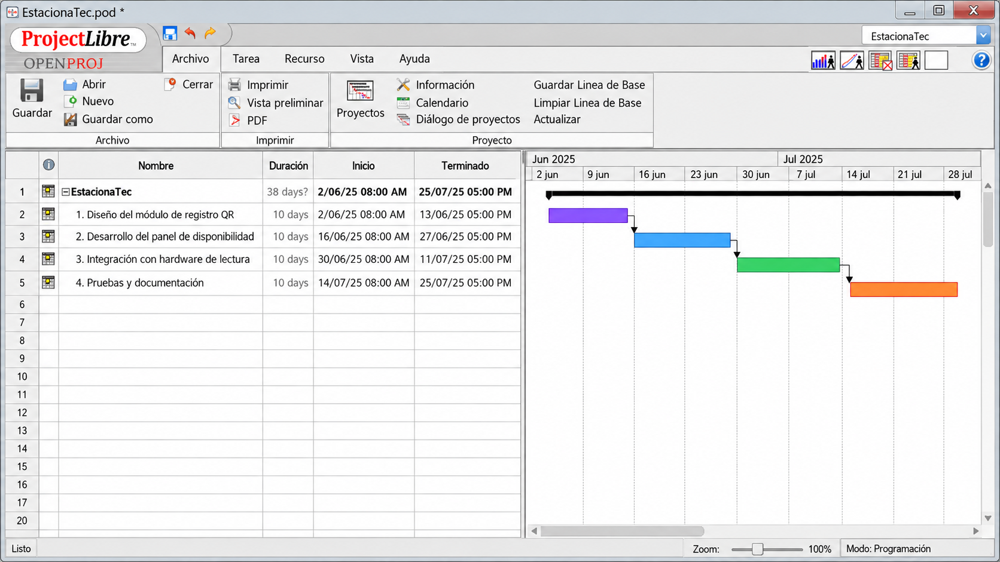 EstacionaTec.pod *
ProjectLibre™
OPENPROJ
EstacionaTec
Archivo Tarea Recurso Vista Ayuda
Guardar
Abrir
Nuevo
Guardar como
Cerrar
Archivo
Imprimir
Vista preliminar
PDF
Imprimir
Proyectos
Información
Calendario
Diálogo de proyectos
Guardar Linea de Base
Limpiar Linea de Base
Actualizar
Proyecto
Nombre Duración Inicio Terminado
1 EstacionaTec 38 days? 2/06/25 08:00 AM 25/07/25 05:00 PM
2 1. Diseño del módulo de registro QR 10 days 2/06/25 08:00 AM 13/06/25 05:00 PM
3 2. Desarrollo del panel de disponibilidad 10 days 16/06/25 08:00 AM 27/06/25 05:00 PM
4 3. Integración con hardware de lectura 10 days 30/06/25 08:00 AM 11/07/25 05:00 PM
5 4. Pruebas y documentación 10 days 14/07/25 08:00 AM 25/07/25 05:00 PM
6
7
8
9
10
11
12
13
14
15
16
17
20
Jun 2025 Jul 2025
2 jun 9 jun 16 jun 23 jun 30 jun 7 jul 14 jul 21 jul 28 jul
Listo
Zoom: 100%
Modo: Programación